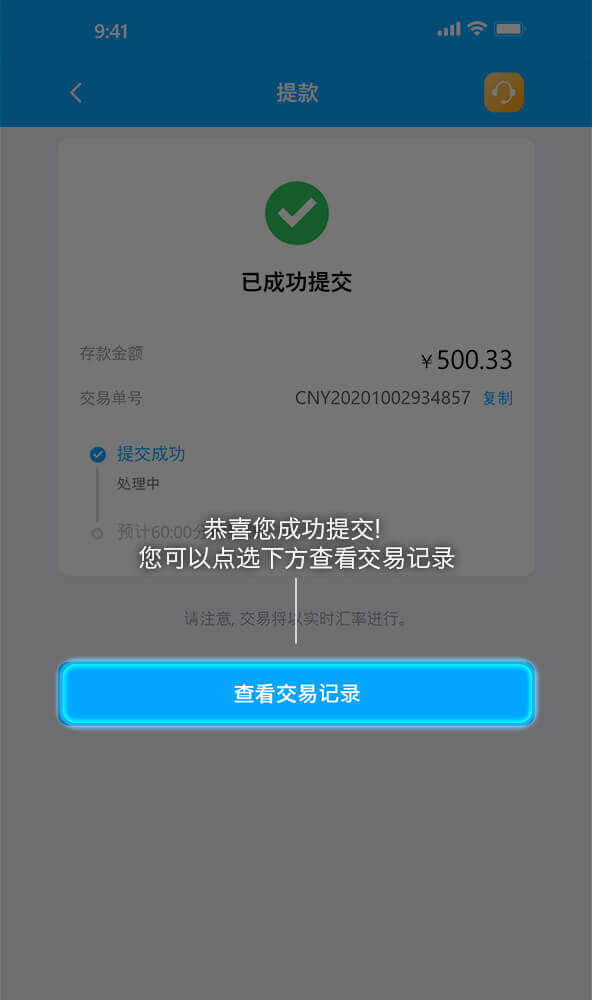 9:41
提款
已成功提交
存款金额
¥500.33
交易单号
CNY20201002934857 复制
提交成功
处理中
预计60:00分
恭喜您成功提交!
您可以点选下方查看交易记录
请注意, 交易将以实时汇率进行。
查看交易记录